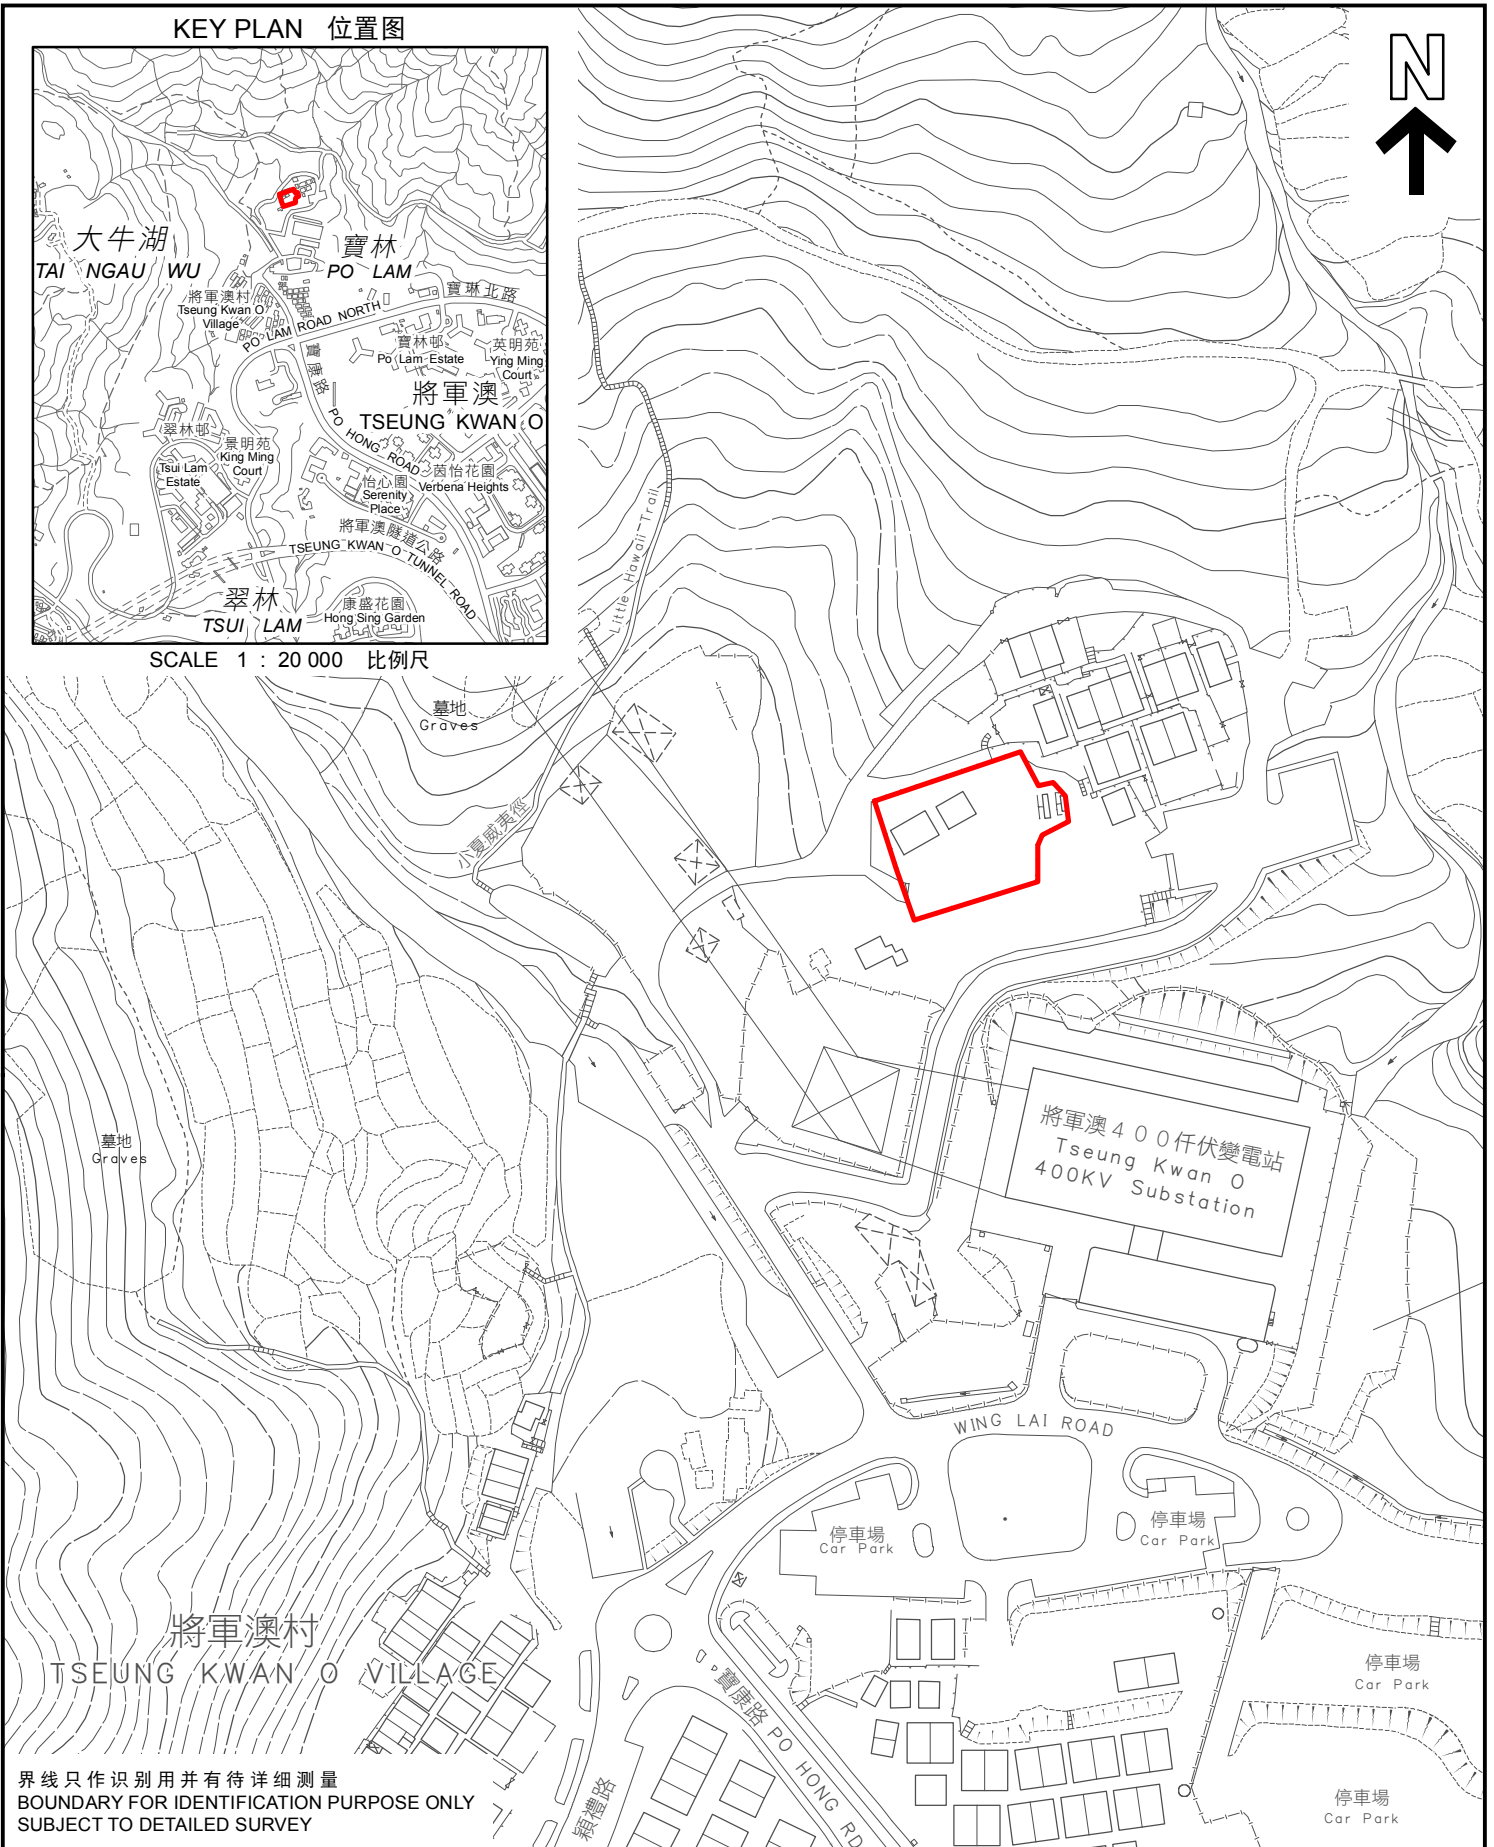 KEY PLAN 位置图
N
大牛湖
TAI NGAU WU
寶林
PO LAM
將軍澳村
Tseung Kwan O
Village
PO LAM ROAD NORTH
寶琳北路
寶康路
PO HONG ROAD
寶林邨
Po Lam Estate
英明苑
Ying Ming
Court
將軍澳
TSEUNG KWAN O
翠林邨
Tsui Lam
Estate
景明苑
King Ming
Court
怡心園
Serenity
Place
茵怡花園
Verbena Heights
將軍澳隧道公路
TSEUNG KWAN O TUNNEL ROAD
翠林
TSUI LAM
康盛花園
Hong Sing Garden
SCALE 1 : 20 000 比例尺
Little Hawaii Trail
小夏威夷徑
墓地
Graves
墓地
Graves
將軍澳400仟伏變電站
Tseung Kwan O
400KV Substation
WING LAI ROAD
停車場
Car Park
停車場
Car Park
將軍澳村
TSEUNG KWAN O VILLAGE
寶康路 PO HONG RD
穎禮路
停車場
Car Park
停車場
Car Park
界线只作识别用并有待详细测量
BOUNDARY FOR IDENTIFICATION PURPOSE ONLY
SUBJECT TO DETAILED SURVEY